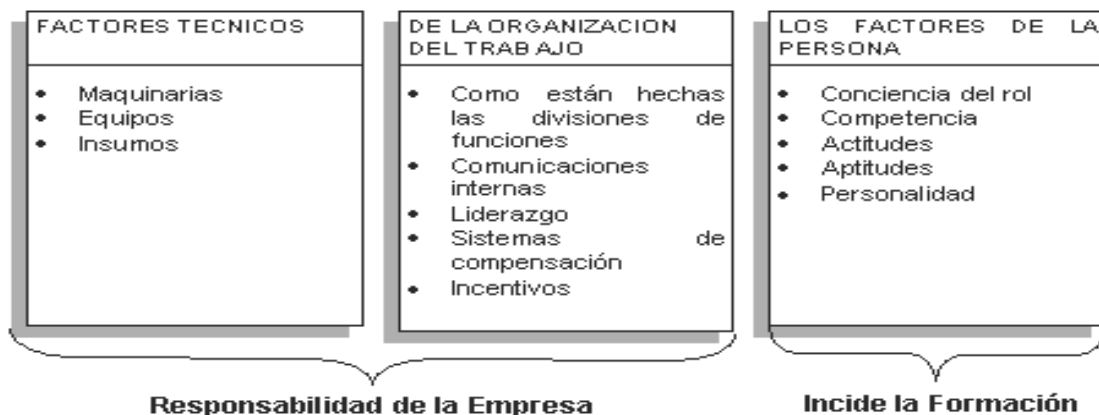 FACTORES TECNICOS
• Maquinarias
• Equipos
• Insumos
DE LA ORGANIZACION
DEL TRABAJO
• Como están hechas
las divisiones de
funciones
• Comunicaciones
internas
• Liderazgo
• Sistemas de
compensación
• Incentivos
LOS FACTORES DE LA
PERSONA
• Conciencia del rol
• Competencia
• Actitudes
• Aptitudes
• Personalidad
Responsabilidad de la Empresa
Incide la Formación